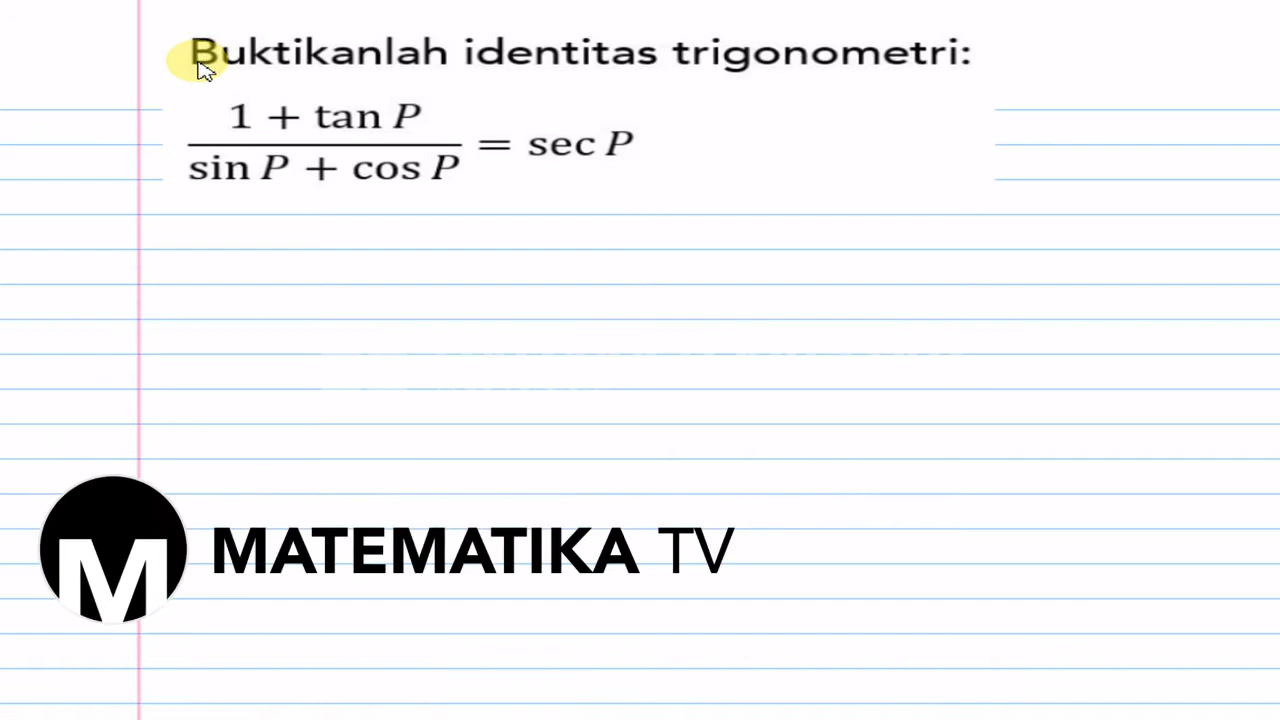 Buktikanlah identitas trigonometri:
1 + tan P
sin P + cos P
= sec P
M MATEMATIKA TV